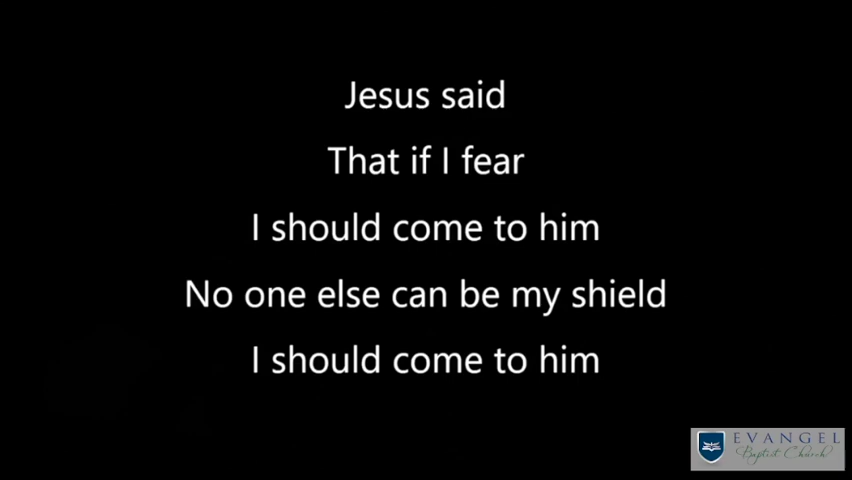 Jesus said
That if I fear
I should come to him
No one else can be my shield
I should come to him
EVANGEL
Baptist Church